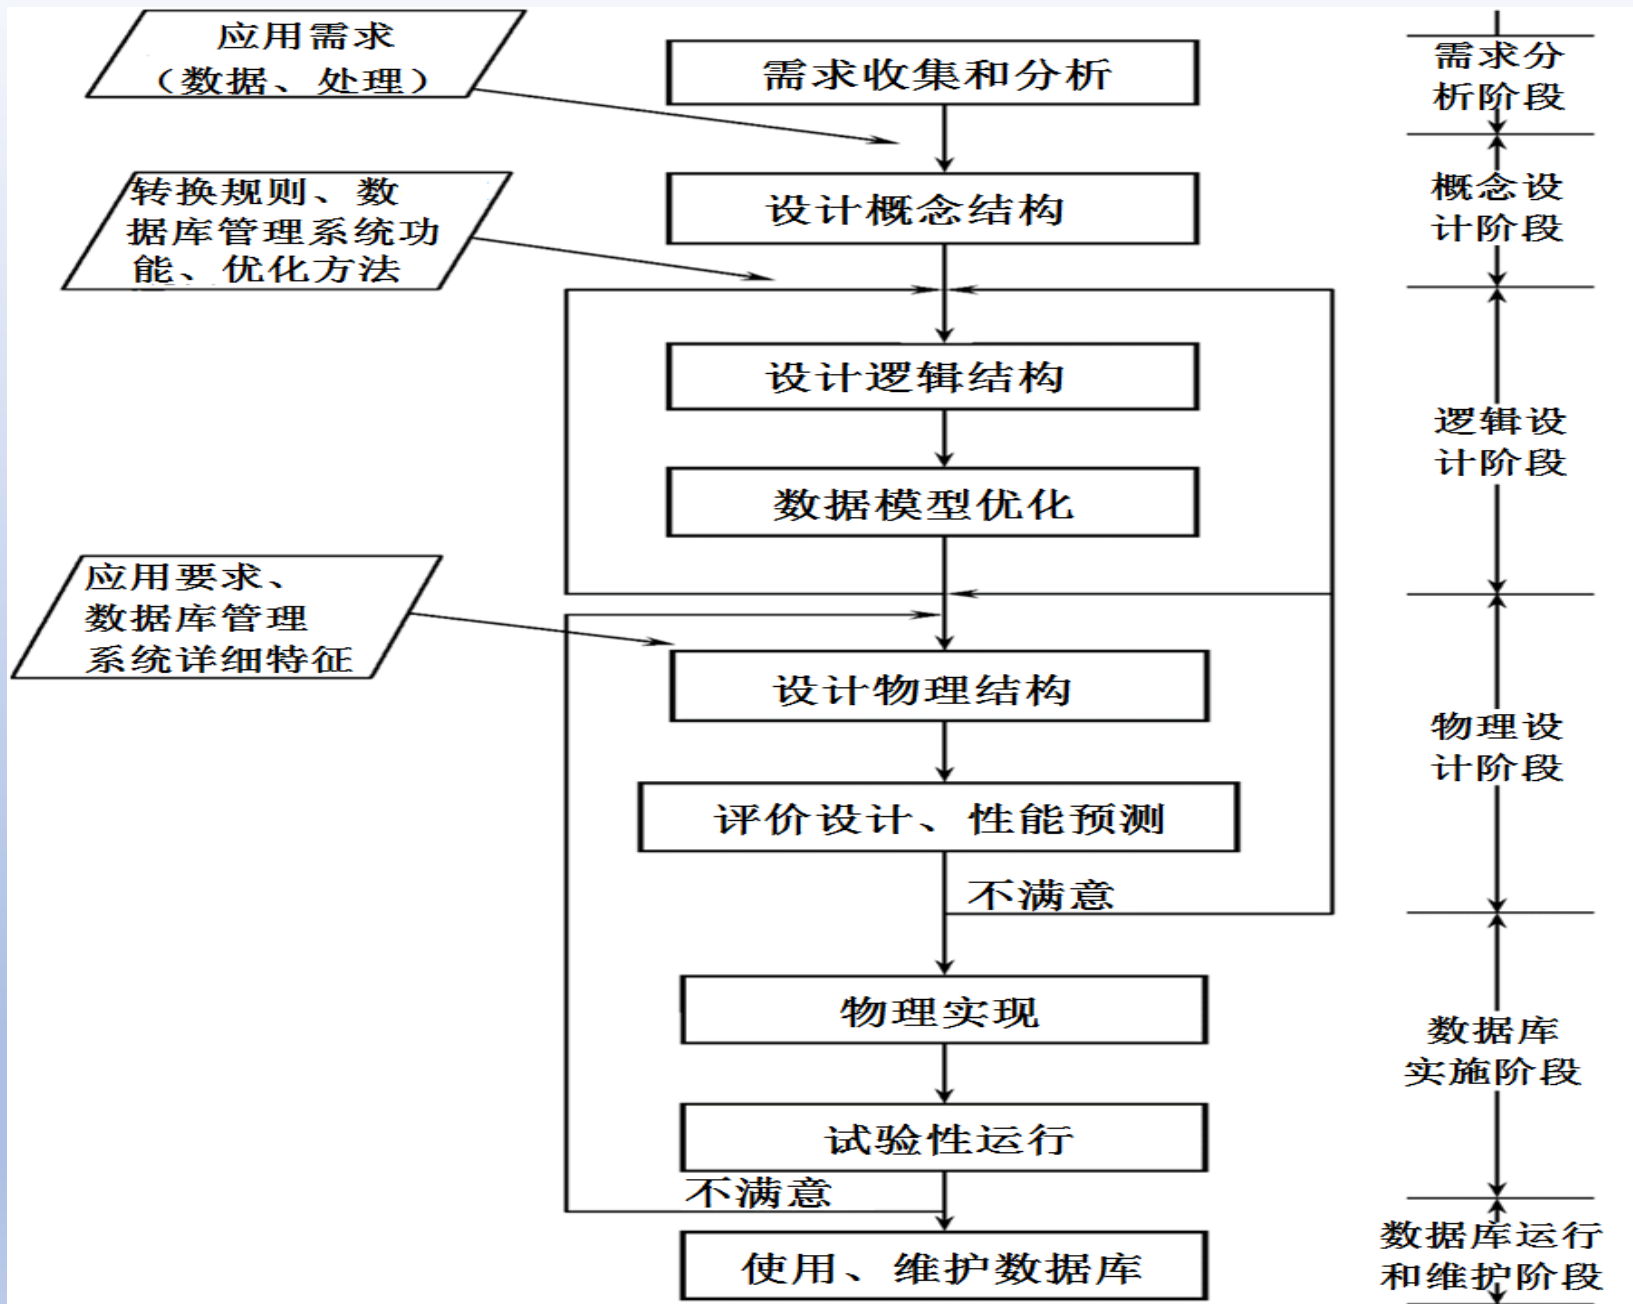 应用需求
（数据、处理）
需求收集和分析
需求分
析阶段
转换规则、数
据库管理系统功
能、优化方法
设计概念结构
概念设
计阶段
设计逻辑结构
数据模型优化
逻辑设
计阶段
应用要求、
数据库管理
系统详细特征
设计物理结构
评价设计、性能预测
不满意
物理设
计阶段
物理实现
试验性运行
不满意
数据库
实施阶段
使用、维护数据库
数据库运行
和维护阶段